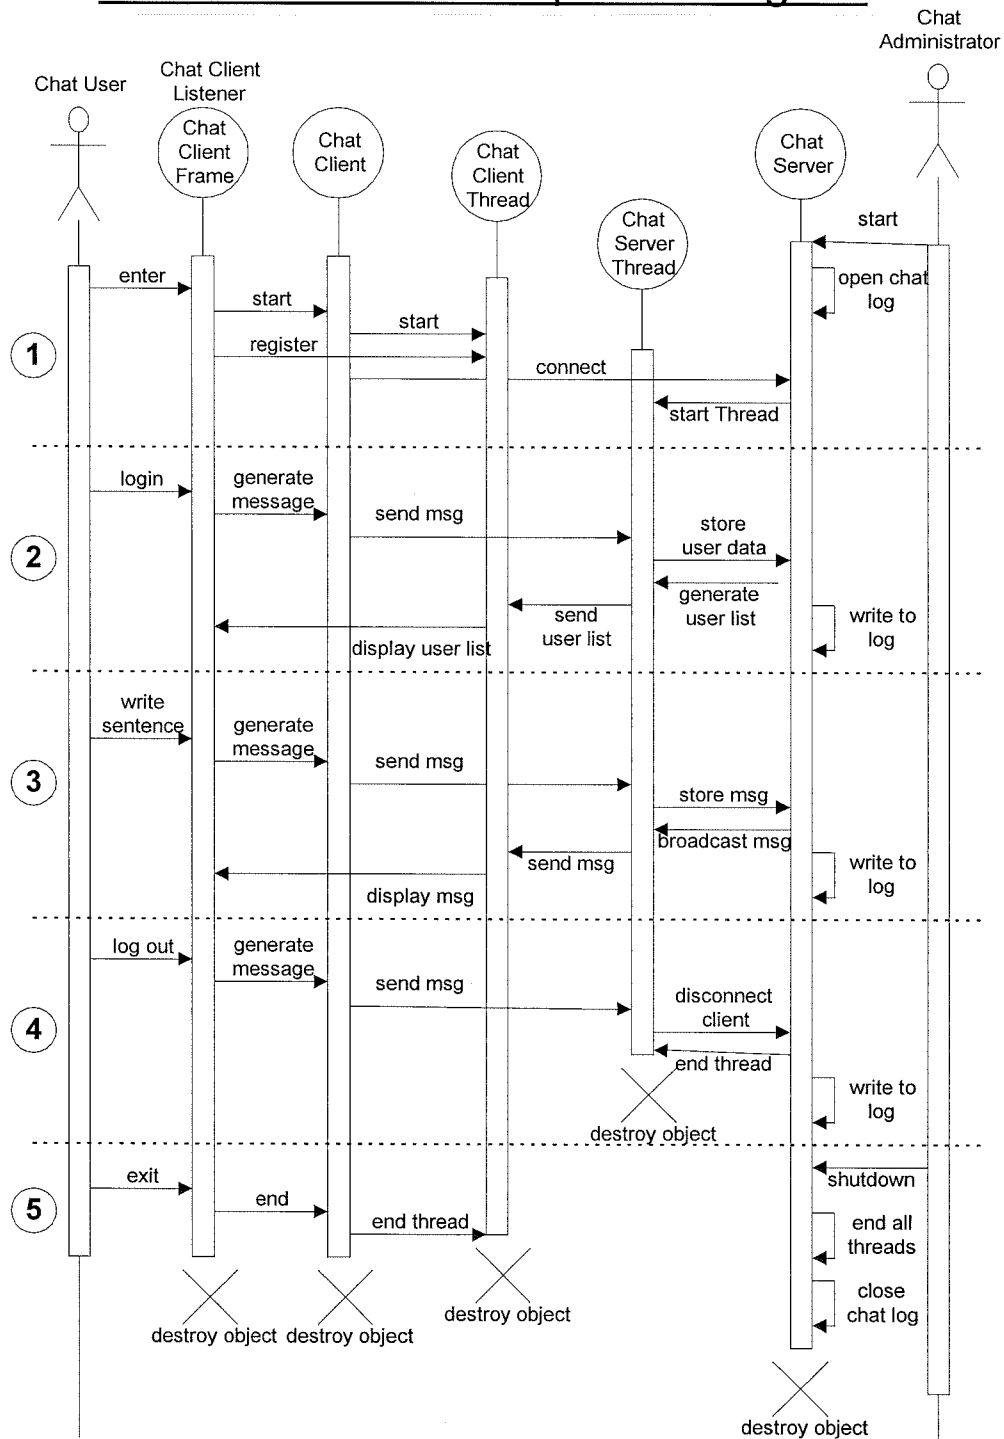 Chat
Administrator
Chat User
Chat Client
Listener
Chat
Client
Frame
Chat
Client
Chat
Client
Thread
Chat
Server
Thread
Chat
Server
1
enter
start
start
register
connect
start Thread
start
open chat
log
2
login
generate
message
send msg
store
user data
generate
user list
send
user list
display user list
write to
log
3
write
sentence
generate
message
send msg
store msg
broadcast msg
send msg
display msg
write to
log
4
log out
generate
message
send msg
disconnect
client
end thread
destroy object
write to
log
5
exit
end
end thread
shutdown
end all
threads
close
chat log
destroy object
destroy object
destroy object
destroy object